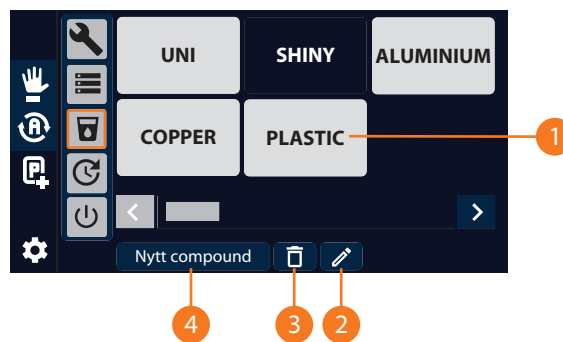 UNI
SHINY
ALUMINIUM
A
COPPER
PLASTIC
1
P
Nytt compound
4
3
2